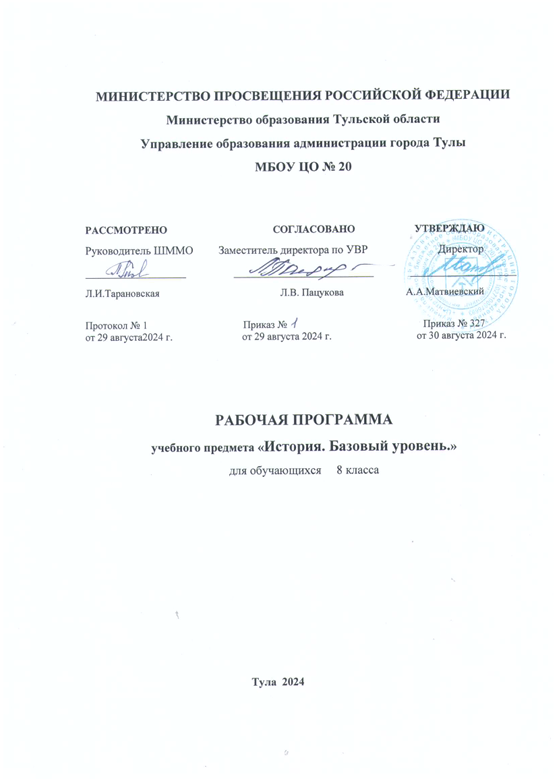 МИНИСТЕРСТВО ПРОСВЕЩЕНИЯ РОССИЙСКОЙ ФЕДЕРАЦИИ
Министерство образования Тульской области
Управление образования администрации города Тулы
МБОУ ЦО № 20
РАССМОТРЕНО СОГЛАСОВАНО УТВЕРЖДАЮ
Руководитель ШММО Заместитель директора по УВР Директор
Л.И.Тарановская Л.В. Пацукова А.А.Матвиевский
Протокол № 1 Приказ № 1 Приказ № 327
от 29 августа2024 г. от 29 августа 2024 г. от 30 августа 2024 г.
РАБОЧАЯ ПРОГРАММА
учебного предмета «История. Базовый уровень.»
для обучающихся 8 класса
Тула 2024